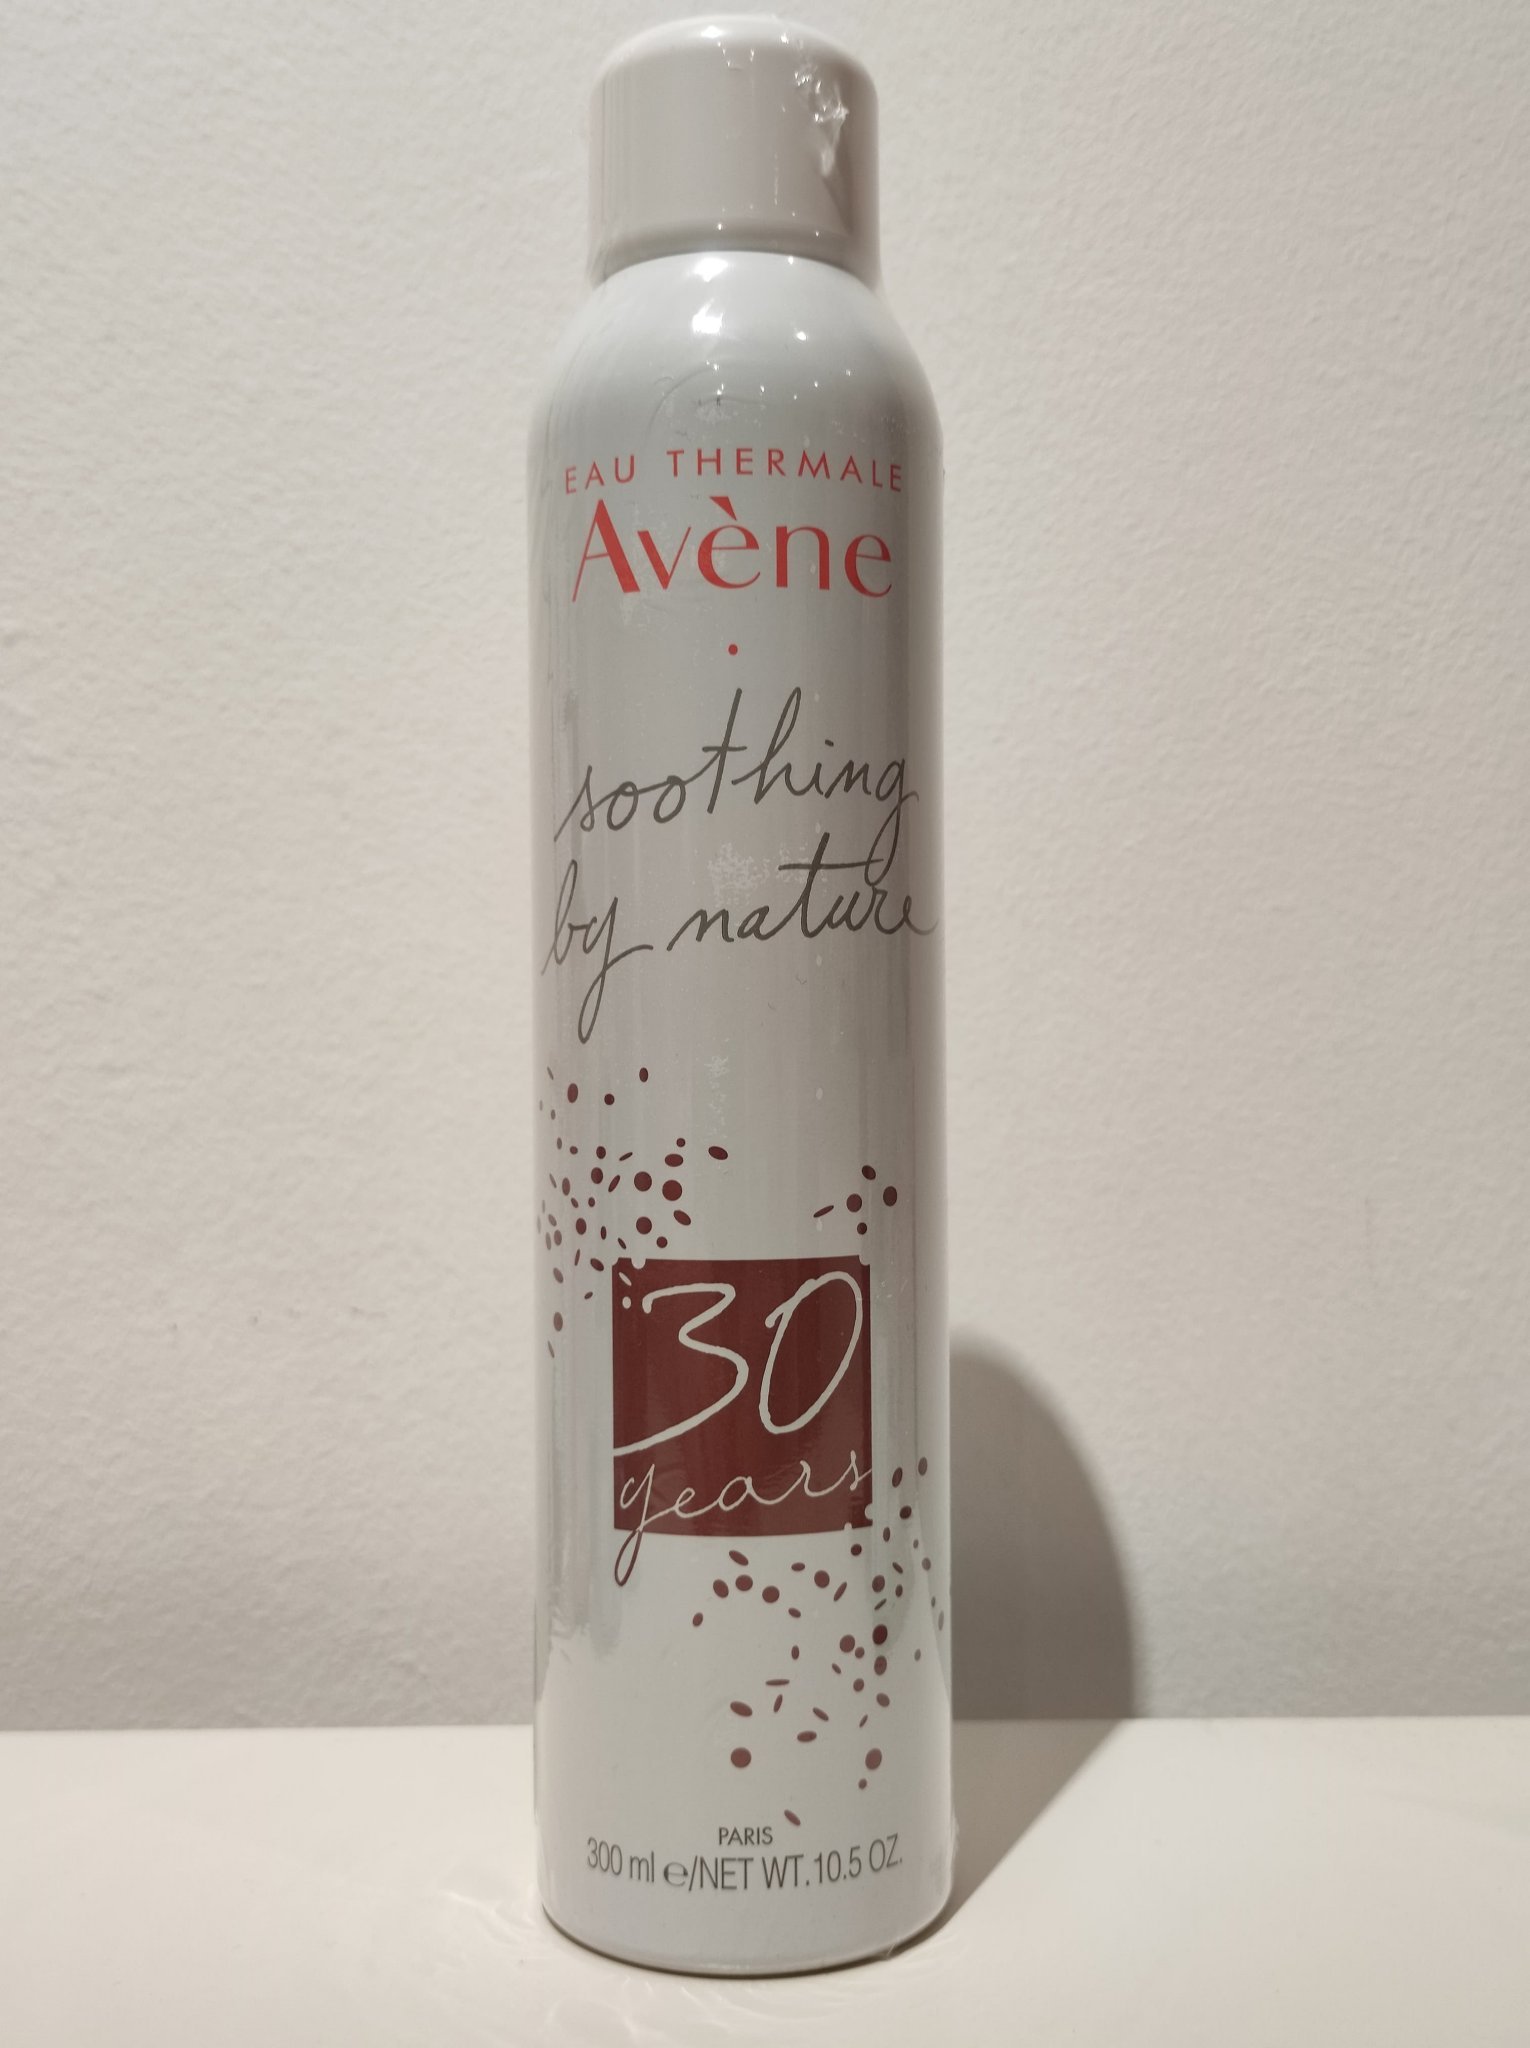 EAU THERMALE
Avène
soothing
by nature
30
years
PARIS
300 ml ℮/NET WT. 10.5 OZ.